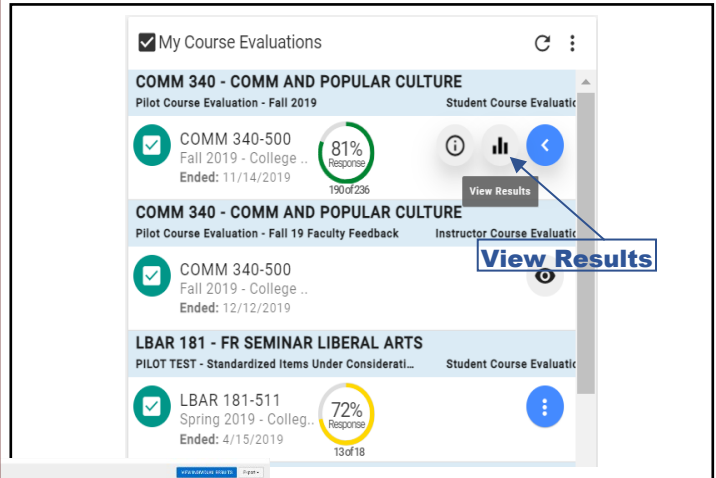 My Course Evaluations
COMM 340 - COMM AND POPULAR CULTURE
Pilot Course Evaluation - Fall 2019 Student Course Evaluatic
COMM 340-500
Fall 2019 - College ..
Ended: 11/14/2019
81%
Response
190 of 236
View Results
COMM 340 - COMM AND POPULAR CULTURE
Pilot Course Evaluation - Fall 19 Faculty Feedback Instructor Course Evaluatic
View Results
COMM 340-500
Fall 2019 - College ..
Ended: 12/12/2019
LBAR 181 - FR SEMINAR LIBERAL ARTS
PILOT TEST - Standardized Items Under Considerati... Student Course Evaluatic
LBAR 181-511
Spring 2019 - Colleg..
Ended: 4/15/2019
72%
Response
13 of 18